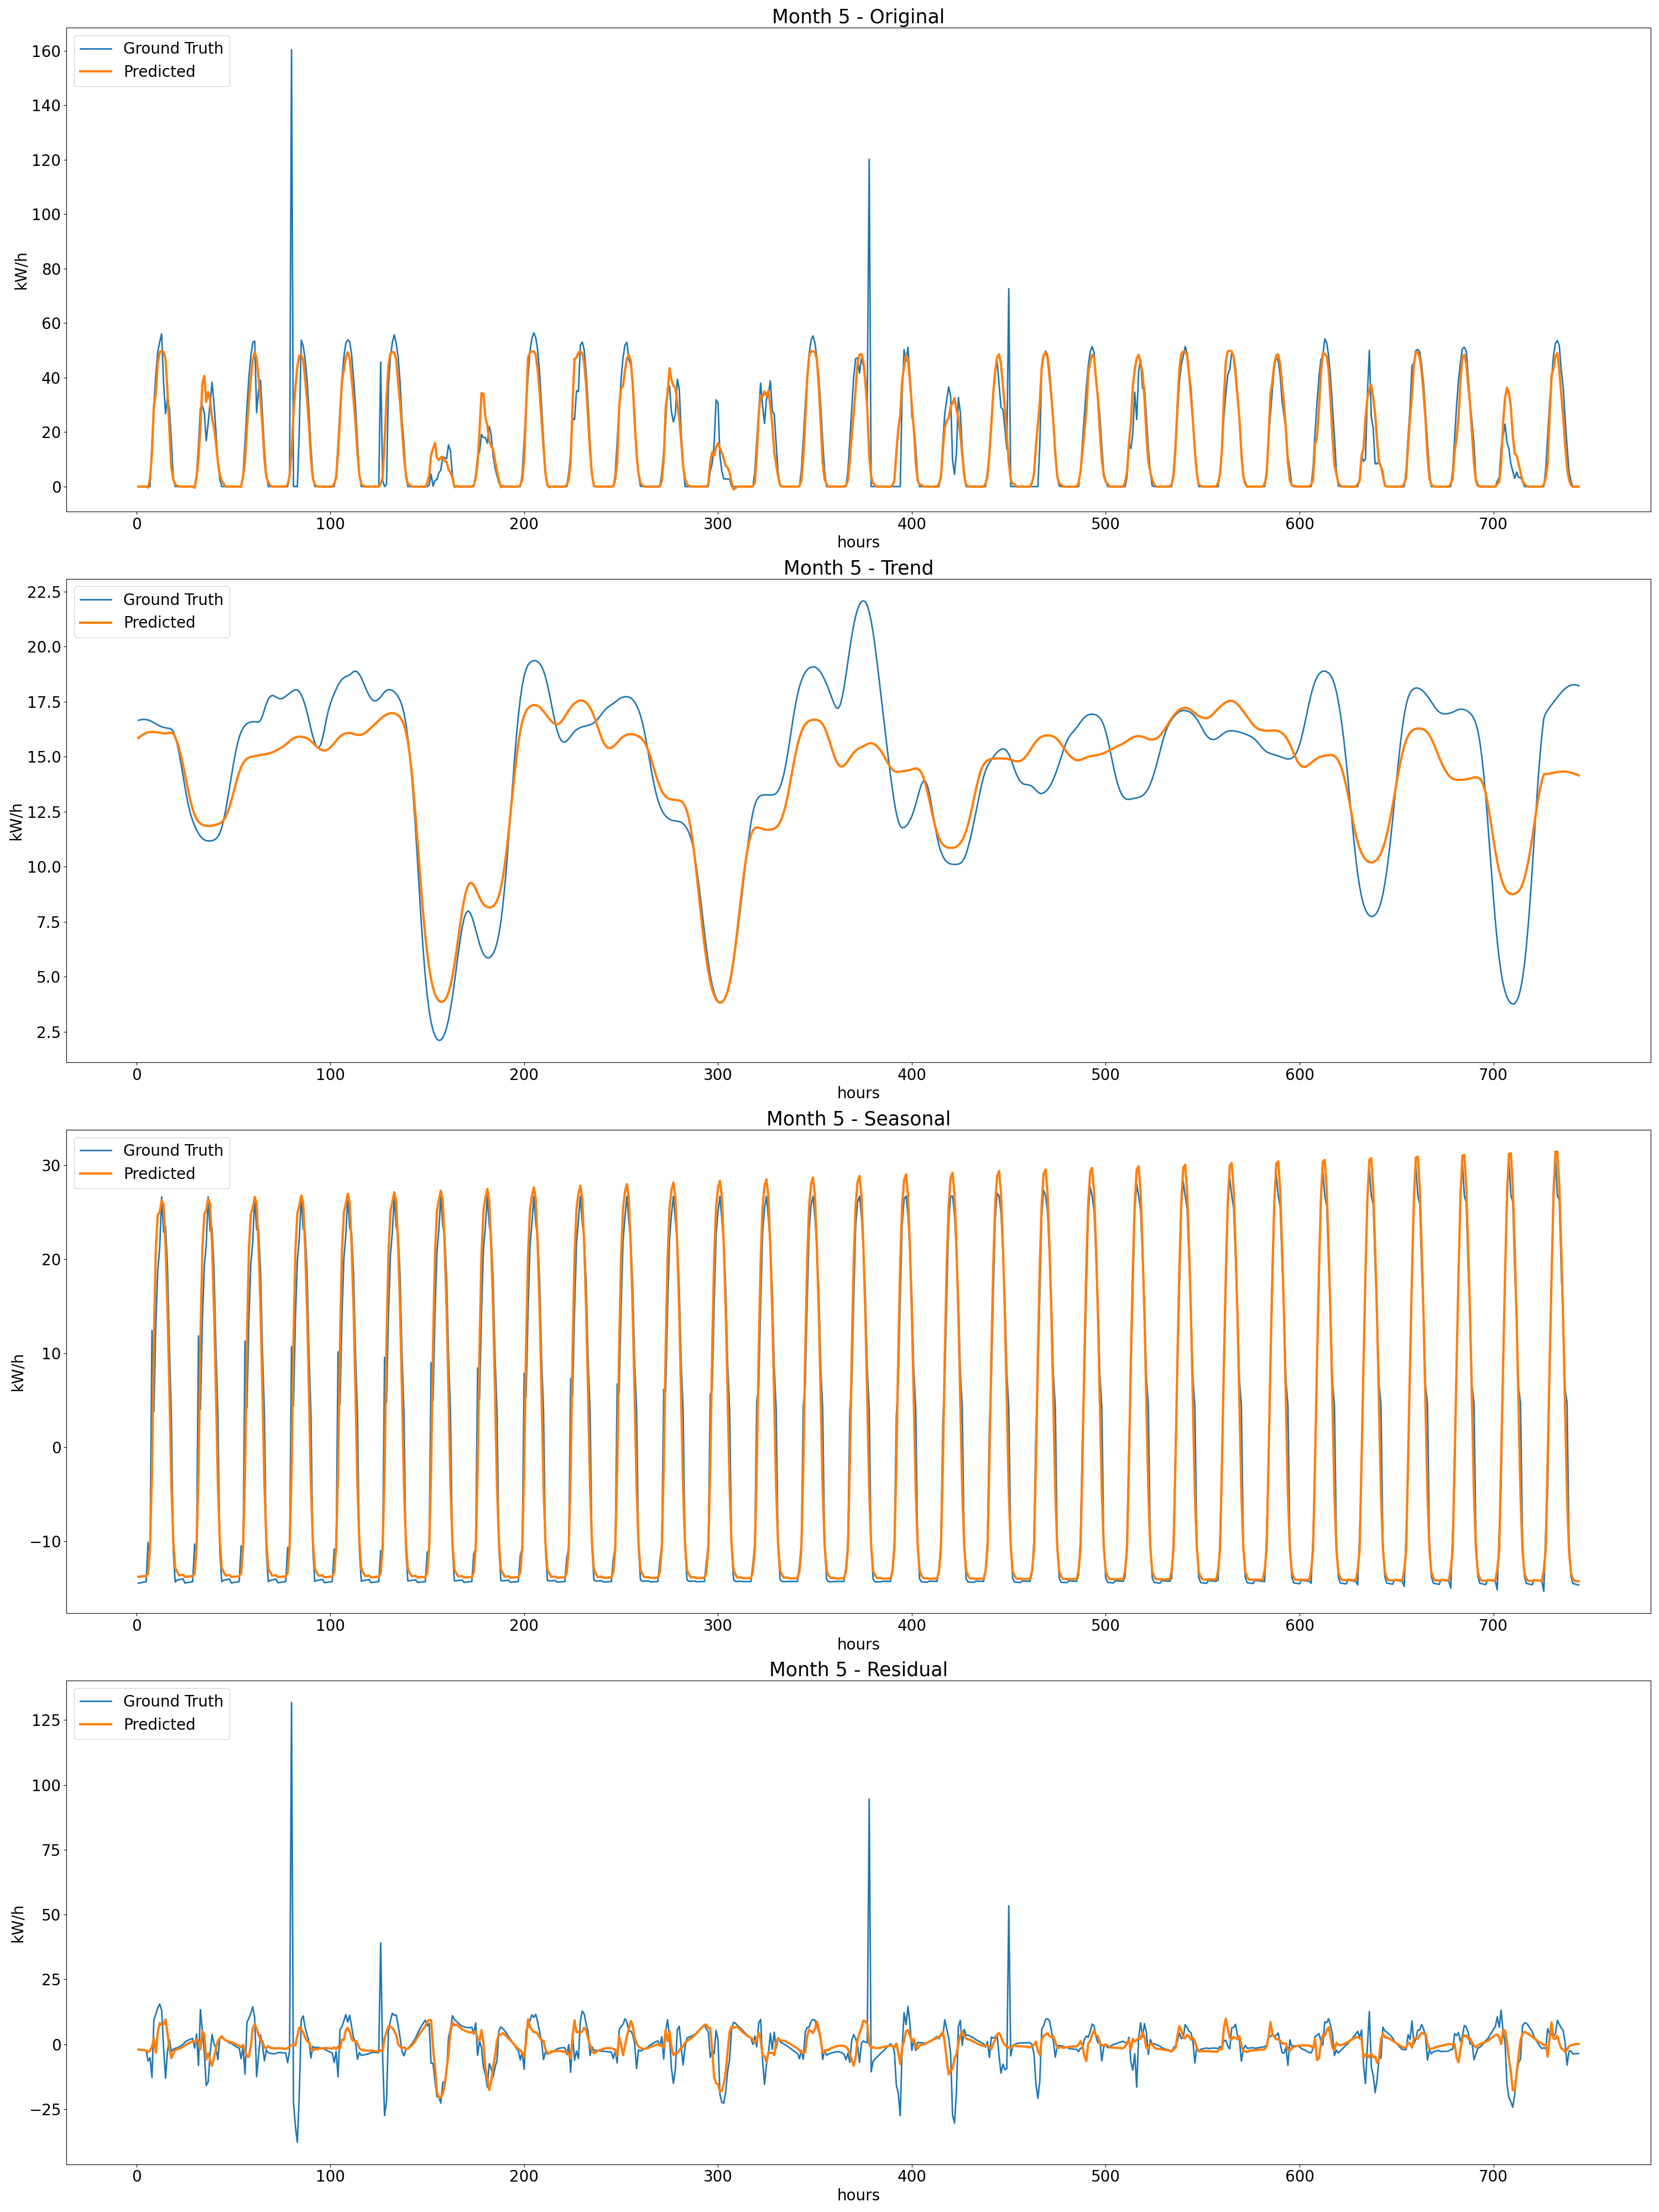 Month 5 - Original
Ground Truth
Predicted
160
140
120
100
80
60
40
20
0
kW/h
0 100 200 300 400 500 600 700
hours
Month 5 - Trend
Ground Truth
Predicted
22.5
20.0
17.5
15.0
12.5
10.0
7.5
5.0
2.5
kW/h
0 100 200 300 400 500 600 700
hours
Month 5 - Seasonal
Ground Truth
Predicted
30
20
10
0
−10
kW/h
0 100 200 300 400 500 600 700
hours
Month 5 - Residual
Ground Truth
Predicted
125
100
75
50
25
0
−25
kW/h
0 100 200 300 400 500 600 700
hours